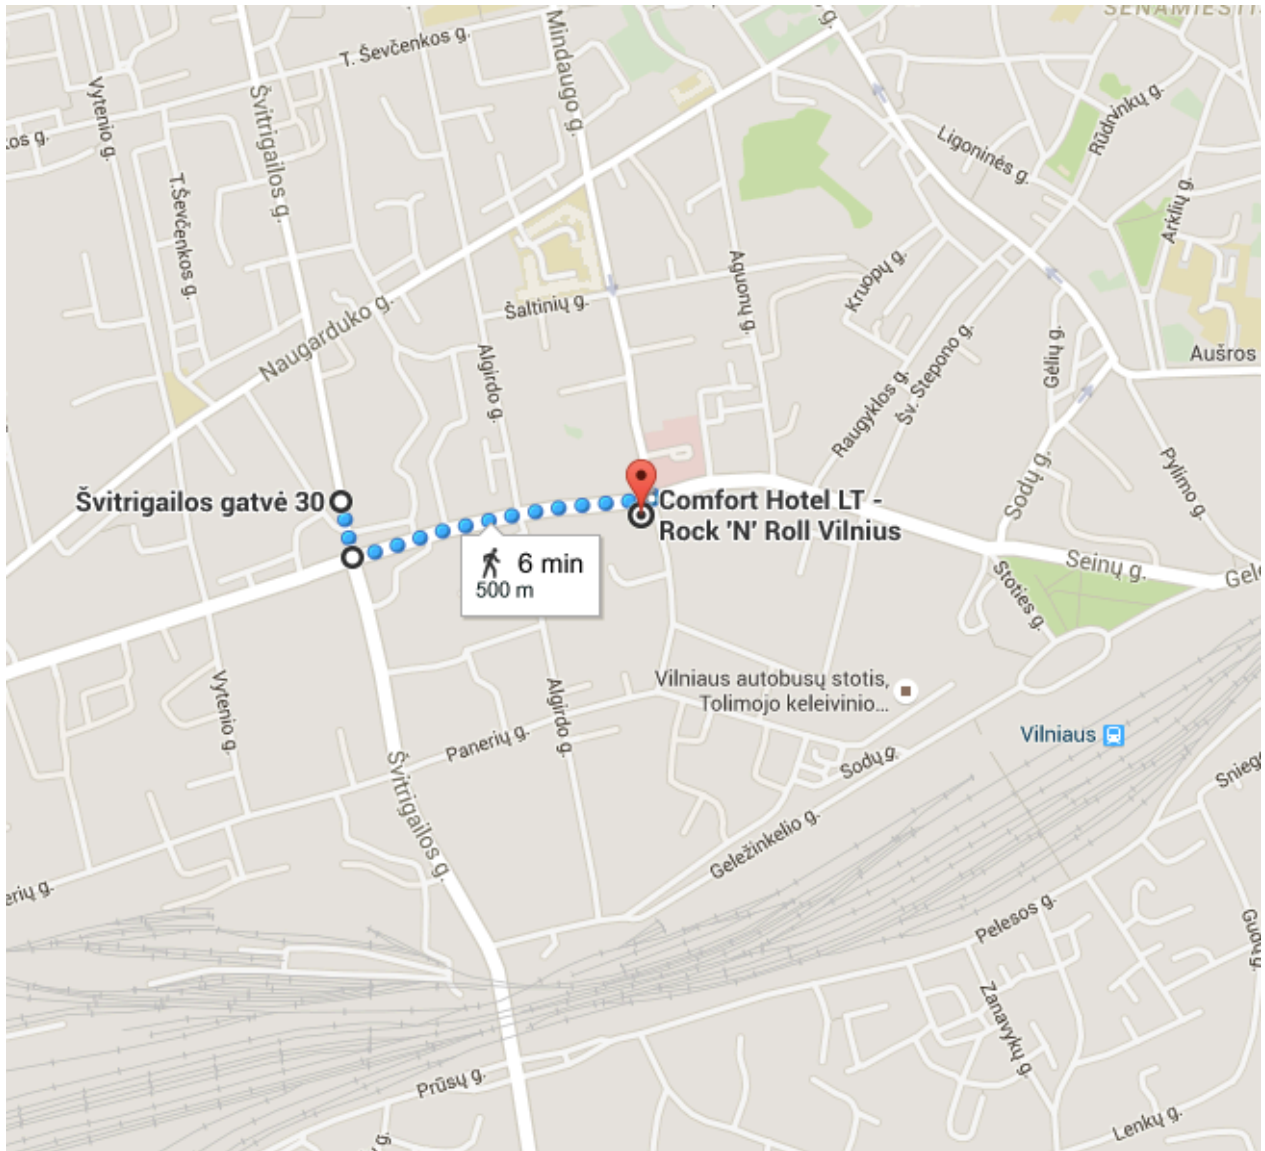 SENAMIESTIS
T. Ševčenkos g.
Mindaugo g.
Vytenio g.
Švitrigailos g.
Rūdninkų g.
Ligoninės g.
T.Ševčenkos g.
Arklių g.
Aguonų g.
Kruopų g.
Šaltinių g.
Naugarduko g.
Algirdo g.
Gėlių g.
Aušros
Raugyklos g.
Šv. Stepono g.
Sodų g.
Pylimo g.
Švitrigailos gatvė 30
Comfort Hotel LT -
Rock 'N' Roll Vilnius
6 min
500 m
Seinų g.
Stoties g.
Vytenio g.
Algirdo g.
Vilniaus autobusų stotis,
Tolimojo keleivinio...
Vilniaus
Panerių g.
Sodų g.
Švitrigailos g.
Geležinkelio g.
erių g.
Pelesos g.
Zanavykų g.
Gudų g.
Prūsų g.
Lenkų g.